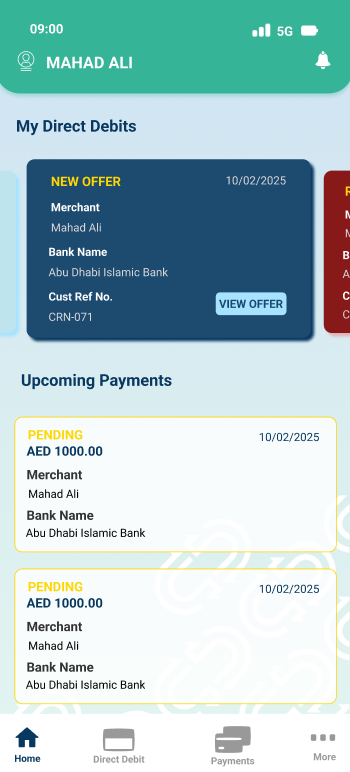 09:00
5G
MAHAD ALI
My Direct Debits
NEW OFFER
10/02/2025
Merchant
Mahad Ali
Bank Name
Abu Dhabi Islamic Bank
Cust Ref No.
CRN-071
VIEW OFFER
Upcoming Payments
PENDING
10/02/2025
AED 1000.00
Merchant
Mahad Ali
Bank Name
Abu Dhabi Islamic Bank
PENDING
10/02/2025
AED 1000.00
Merchant
Mahad Ali
Bank Name
Abu Dhabi Islamic Bank
Home
Direct Debit
Payments
More